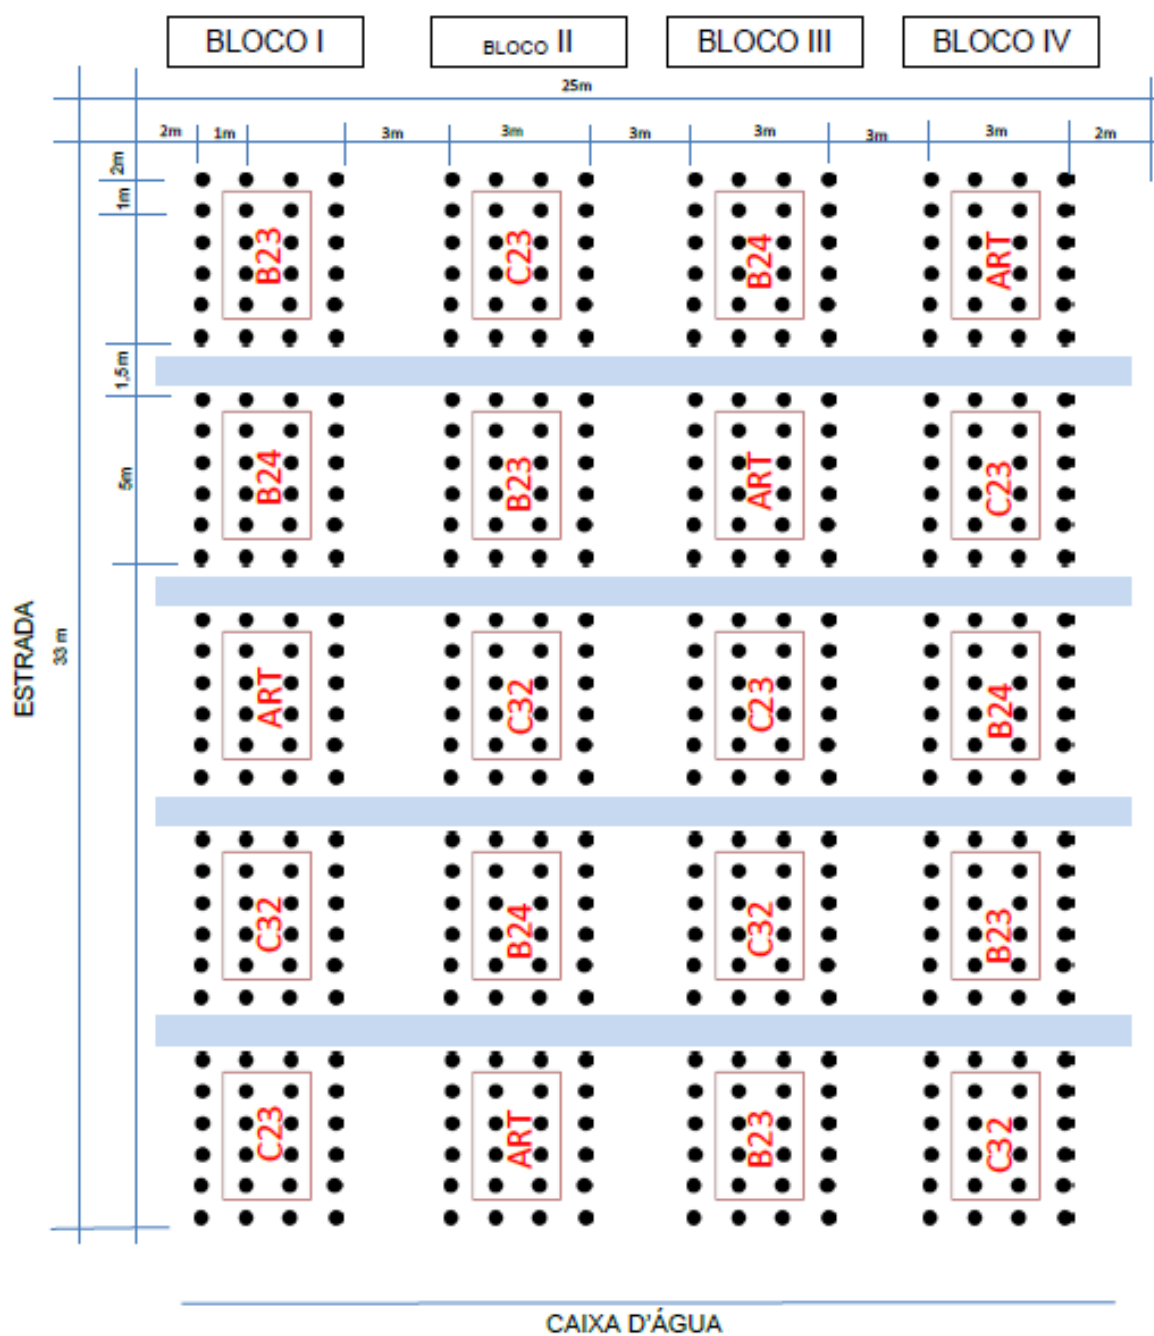 BLOCO I BLOCO II BLOCO III BLOCO IV
25m
2m 1m 3m 3m 3m 3m 3m 3m 2m
2m
1m
B23 C23 B24 ART
1,5m
B24 B23 ART C23
5m
ESTRADA
33 m
ART C32 C23 B24
C32 B24 C32 B23
C23 ART B23 C32
CAIXA D'ÁGUA